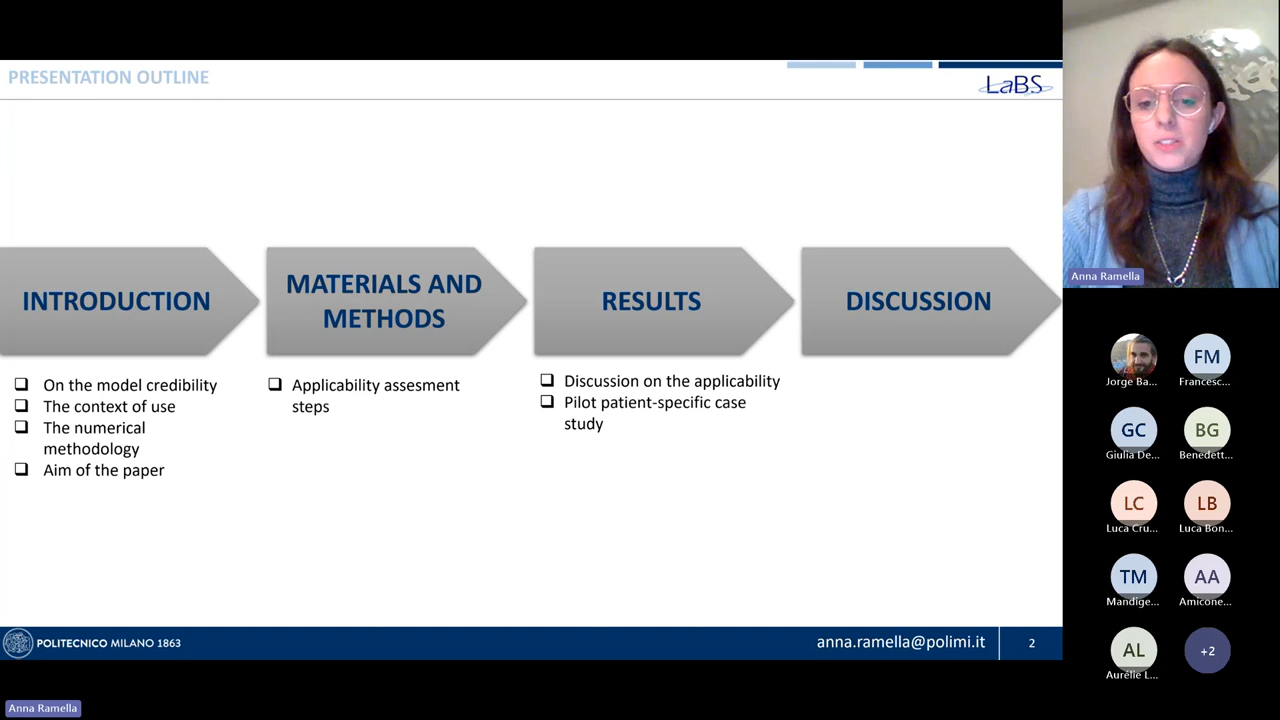 PRESENTATION OUTLINE
LaBS
INTRODUCTION
MATERIALS AND
METHODS
RESULTS
DISCUSSION
On the model credibility
The context of use
The numerical
methodology
Aim of the paper
Applicability assesment
steps
Discussion on the applicability
Pilot patient-specific case
study
POLITECNICO MILANO 1863
anna.ramella@polimi.it
2
Anna Ramella
Jorge Ba...
FM
Francesc...
GC
Giulia De...
BG
Benedett...
LC
Luca Cru...
LB
Luca Bon...
TM
Mandige...
AA
Amicone...
AL
Aurélie L...
+2
Anna Ramella